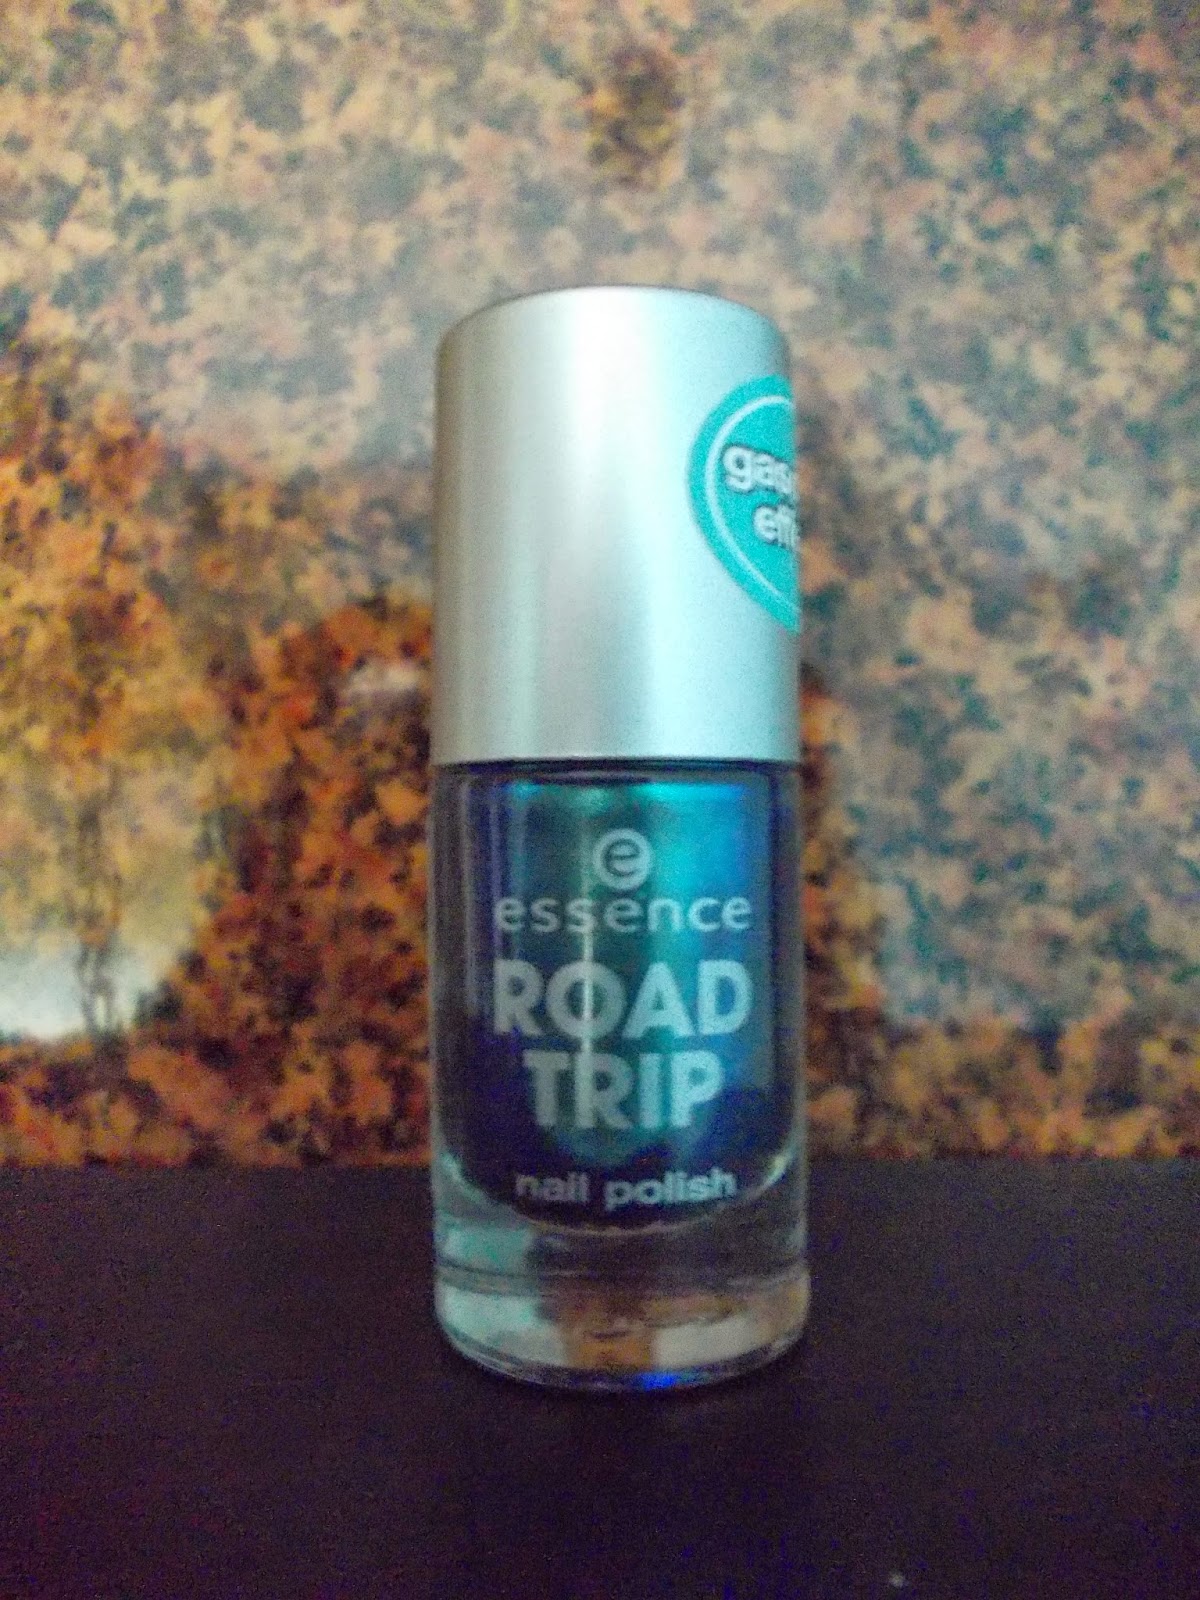 e
essence
ROAD
TRIP
nail polish